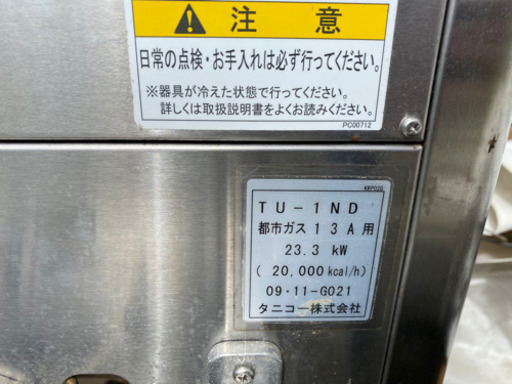 注 意
日常の点検・お手入れは必ず行ってください。
※器具が冷えた状態で行ってください。
詳しくは取扱説明書をよくお読みください。
PC00712
KRP020
TU-1ND
都市ガス13A用
23.3 kW
(20,000kcal/h)
09・11-G021
タニコー株式会社